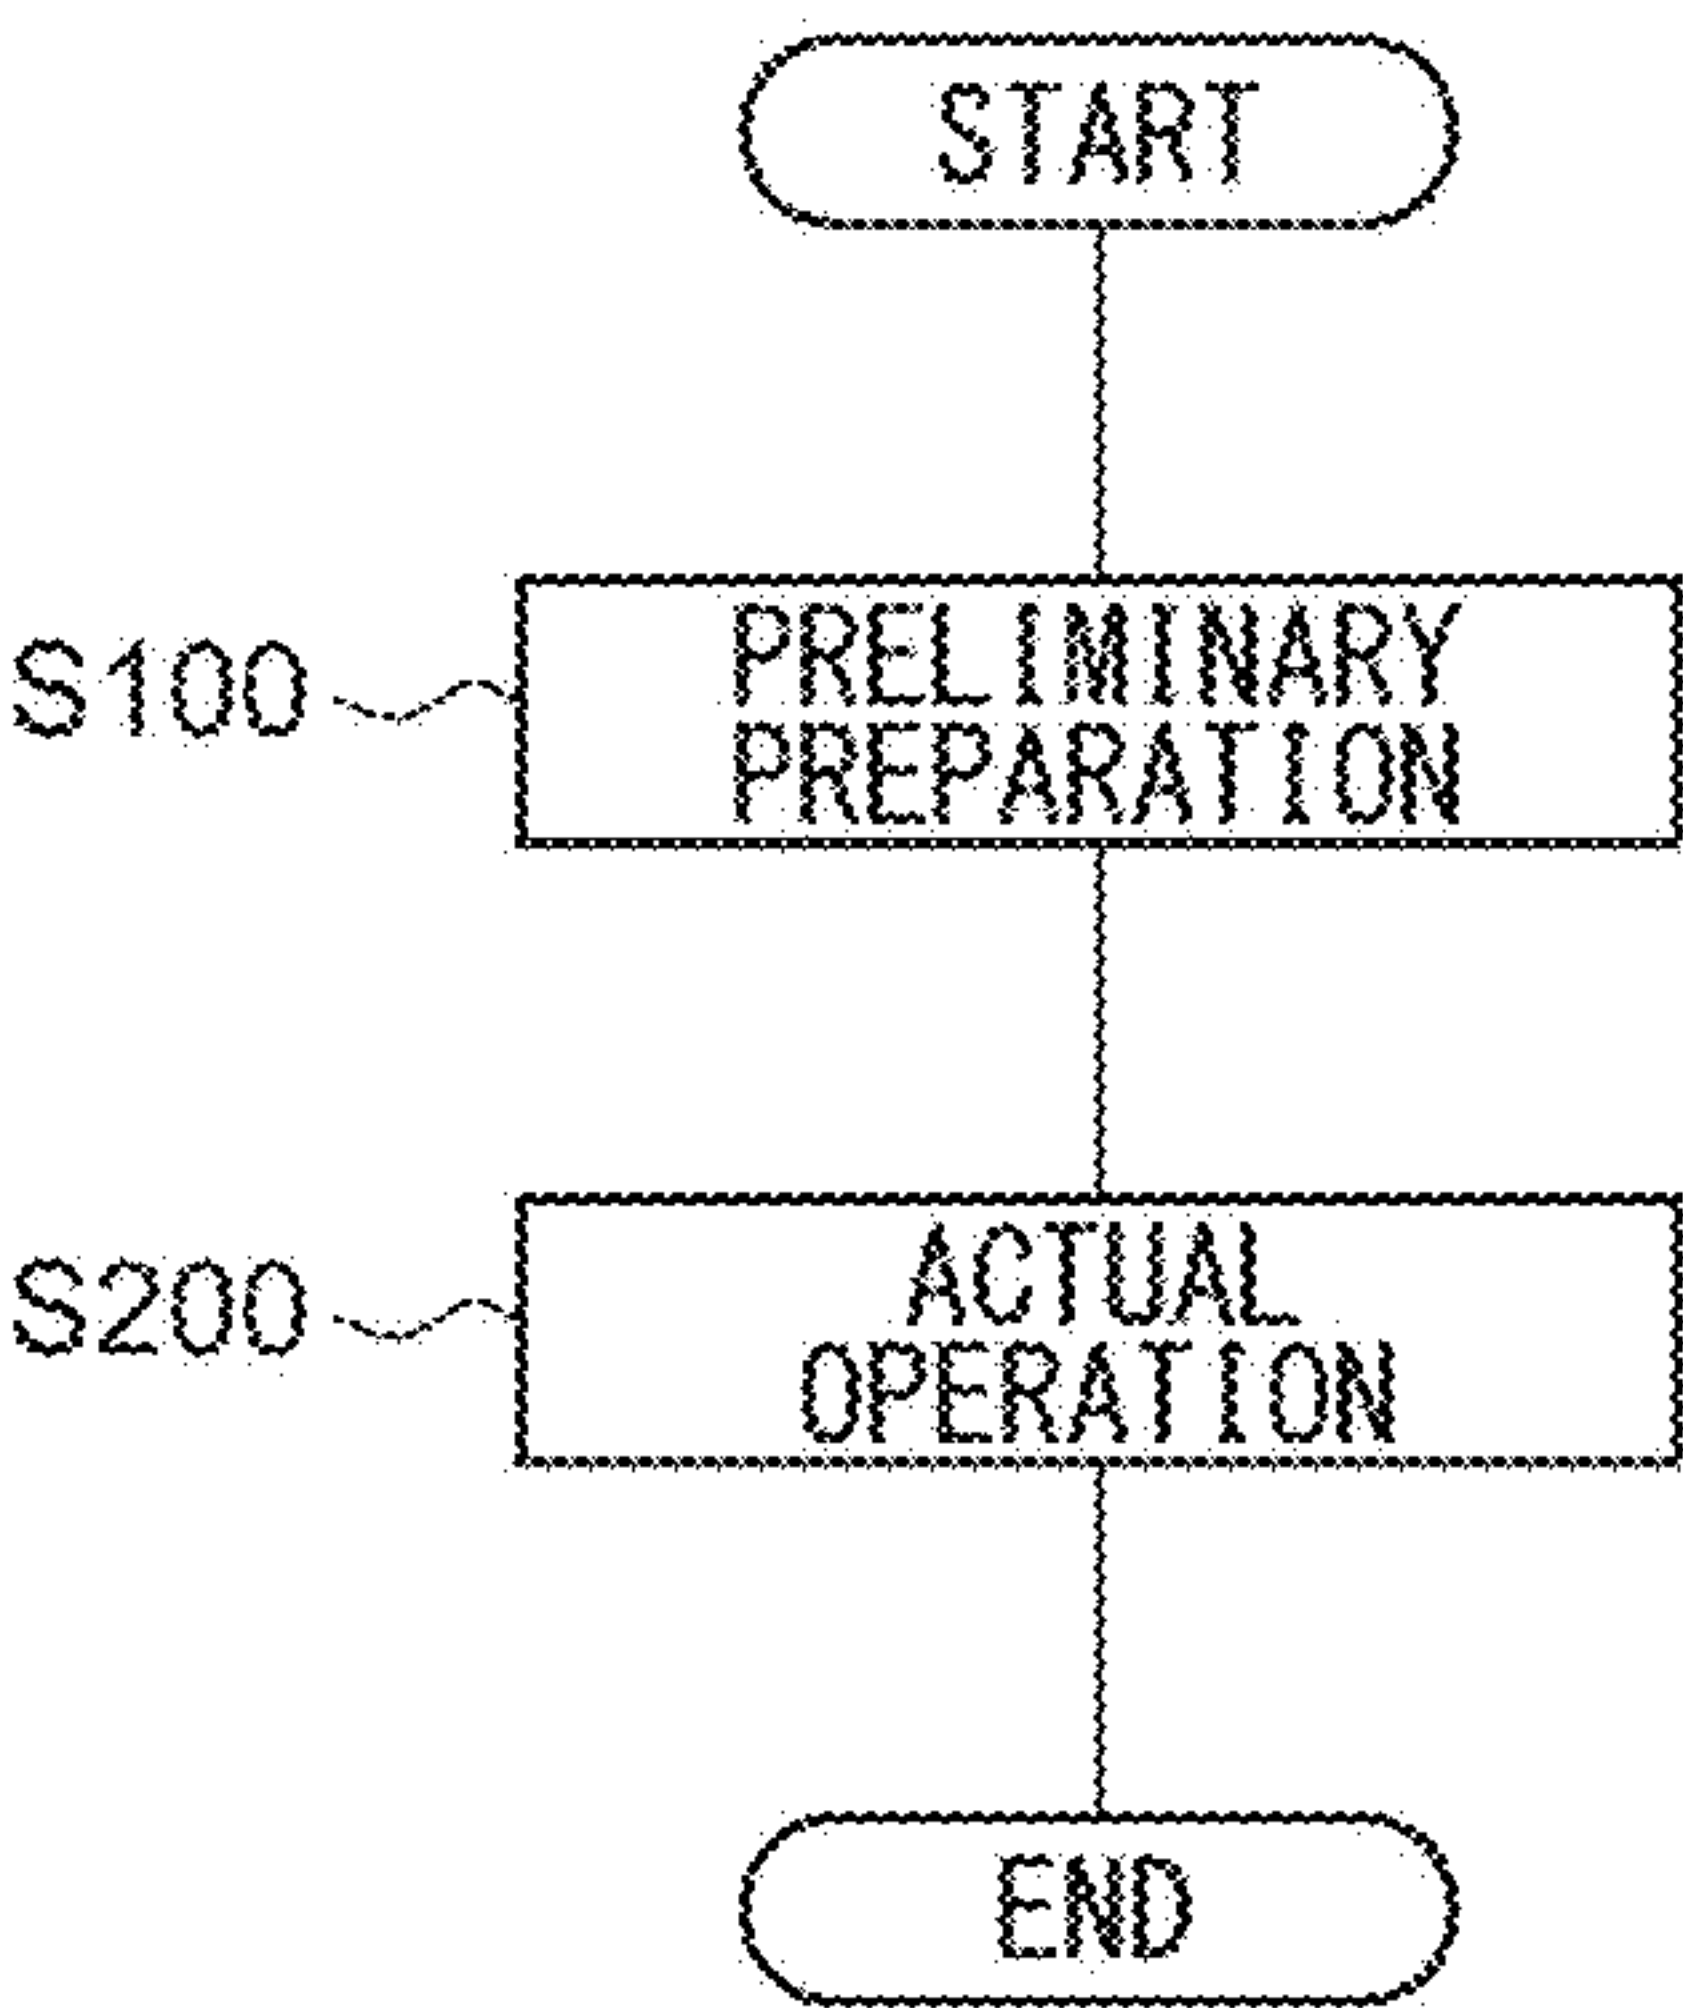 START
S100
PRELIMINARY
PREPARATION
S200
ACTUAL
OPERATION
END